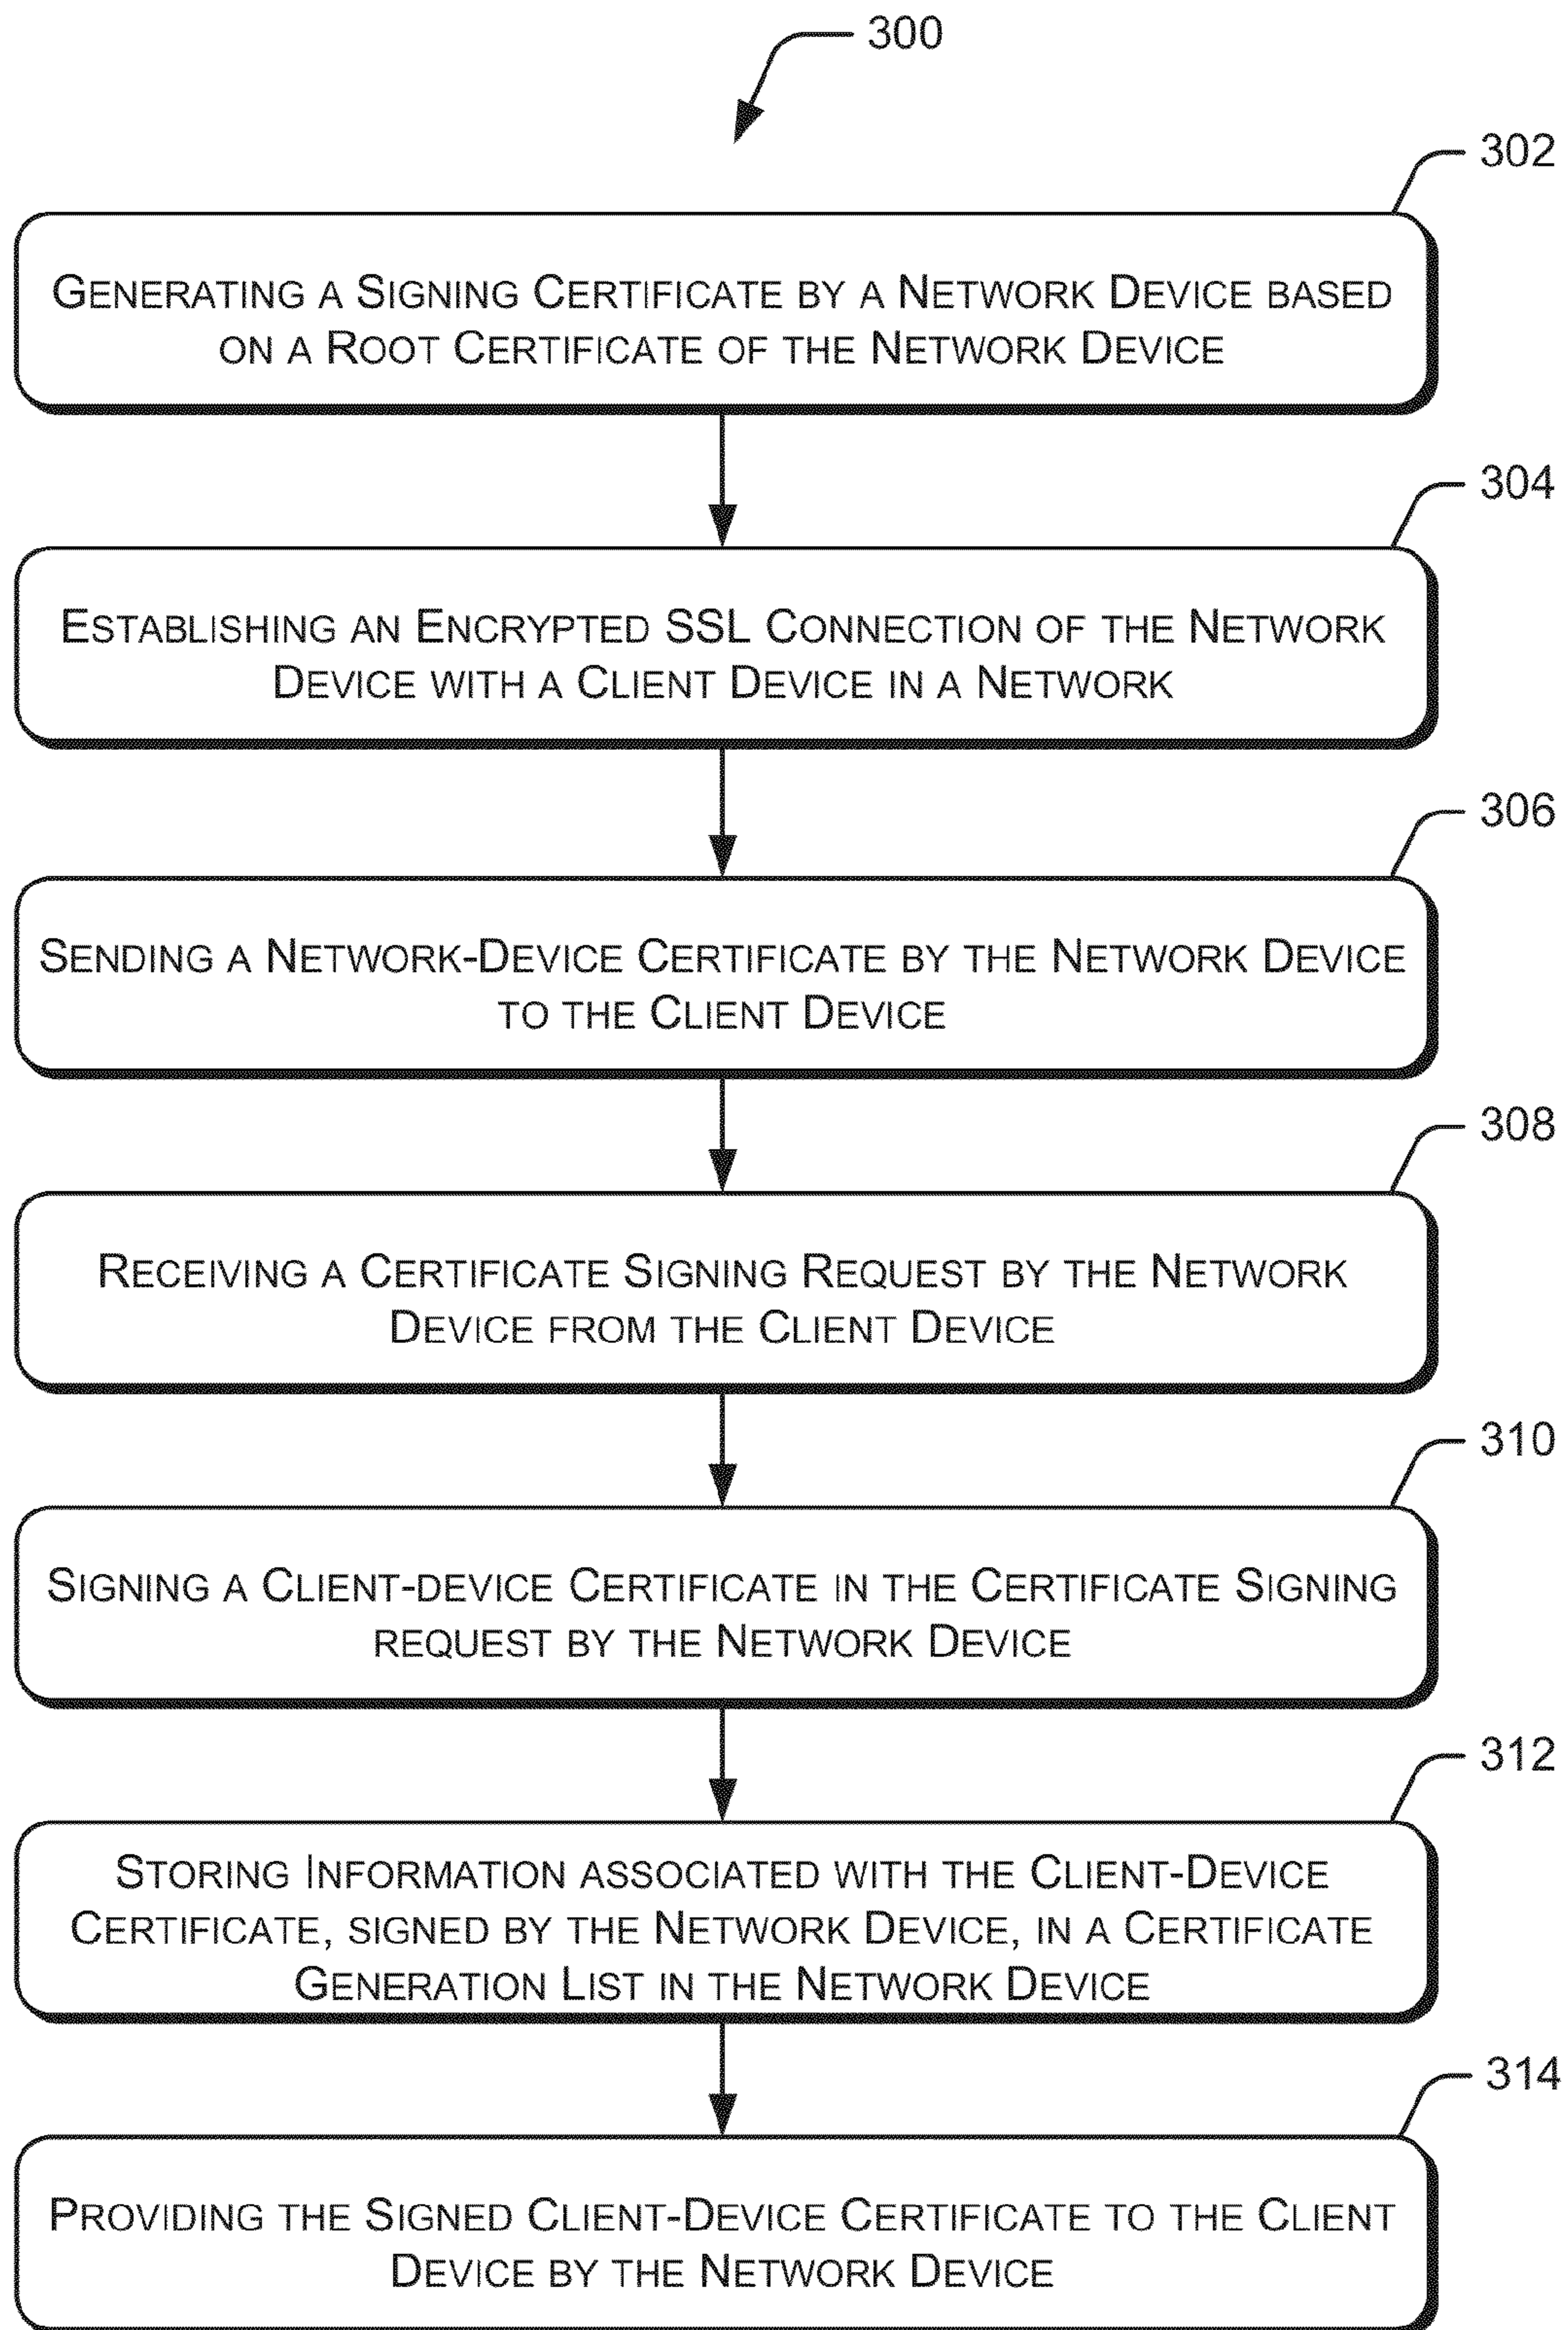 300
302
GENERATING A SIGNING CERTIFICATE BY A NETWORK DEVICE BASED
ON A ROOT CERTIFICATE OF THE NETWORK DEVICE
304
ESTABLISHING AN ENCRYPTED SSL CONNECTION OF THE NETWORK
DEVICE WITH A CLIENT DEVICE IN A NETWORK
306
SENDING A NETWORK-DEVICE CERTIFICATE BY THE NETWORK DEVICE
TO THE CLIENT DEVICE
308
RECEIVING A CERTIFICATE SIGNING REQUEST BY THE NETWORK
DEVICE FROM THE CLIENT DEVICE
310
SIGNING A CLIENT-DEVICE CERTIFICATE IN THE CERTIFICATE SIGNING
REQUEST BY THE NETWORK DEVICE
312
STORING INFORMATION ASSOCIATED WITH THE CLIENT-DEVICE
CERTIFICATE, SIGNED BY THE NETWORK DEVICE, IN A CERTIFICATE
GENERATION LIST IN THE NETWORK DEVICE
314
PROVIDING THE SIGNED CLIENT-DEVICE CERTIFICATE TO THE CLIENT
DEVICE BY THE NETWORK DEVICE